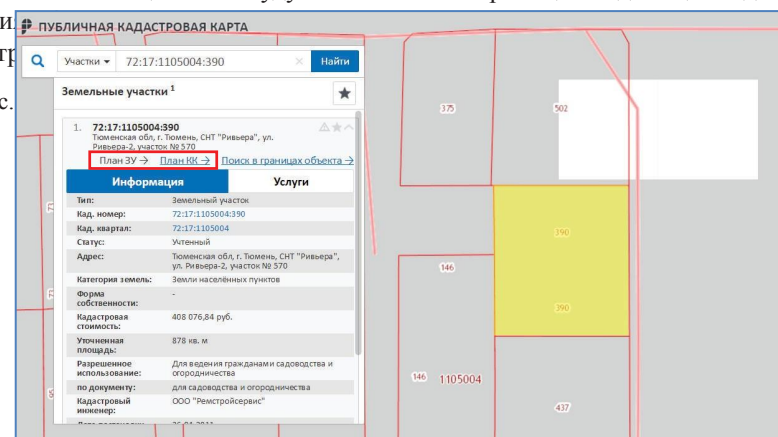 ПУБЛИЧНАЯ КАДАСТРОВАЯ КАРТА
Участки
72:17:1105004:390
×
Найти
Земельные участки 1
1. 72:17:1105004:390
Тюменская обл, г. Тюмень, СНТ "Ривьера", ул.
Ривьера-2, участок № 570
План ЗУ → План КК → Поиск в границах объекта →
Информация Услуги
Тип: Земельный участок
Кад. номер: 72:17:1105004:390
Кад. квартал: 72:17:1105004
Статус: Учтенный
Адрес: Тюменская обл, г. Тюмень, СНТ "Ривьера",
ул. Ривьера-2, участок № 570
Категория земель: Земли населённых пунктов
Форма
собственности: -
Кадастровая
стоимость: 408 076,84 руб.
Уточненная
площадь: 878 кв. м
Разрешенное
использование: Для ведения гражданами садоводства и
огородничества
по документу: для садоводства и огородничества
Кадастровый
инженер: ООО "Ремстройсервис"
375
502
390
146
390
146
1105004
437